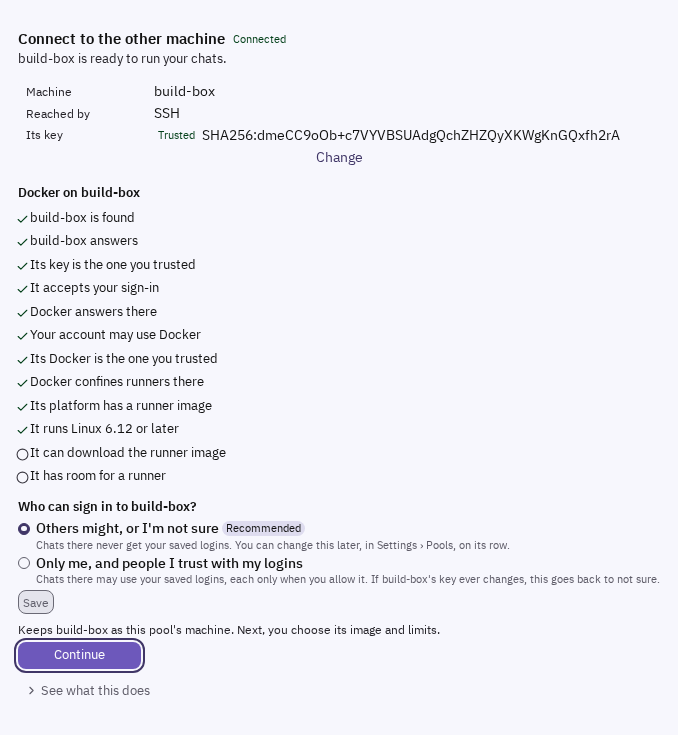 Connect to the other machine Connected
build-box is ready to run your chats.
Machine build-box
Reached by SSH
Its key Trusted SHA256:dmeCC9oOb+c7VYVBSUAdgQchZHZQyXKWgKnGQxfh2rA
Change
Docker on build-box
build-box is found
build-box answers
Its key is the one you trusted
It accepts your sign-in
Docker answers there
Your account may use Docker
Its Docker is the one you trusted
Docker confines runners there
Its platform has a runner image
It runs Linux 6.12 or later
It can download the runner image
It has room for a runner
Who can sign in to build-box?
Others might, or I'm not sure Recommended
Chats there never get your saved logins. You can change this later, in Settings › Pools, on its row.
Only me, and people I trust with my logins
Chats there may use your saved logins, each only when you allow it. If build-box's key ever changes, this goes back to not sure.
Save
Keeps build-box as this pool's machine. Next, you choose its image and limits.
Continue
See what this does